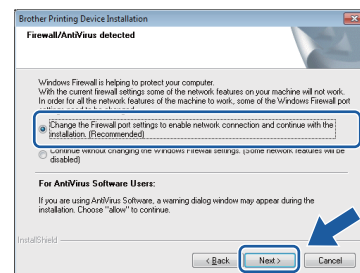 Brother Printing Device Installation
Firewall/AntiVirus detected
Windows Firewall is helping to protect your computer.
With the current firewall settings some of the network features on your machine will not work.
In order for all the network features of the machine to work, some of the Windows Firewall port
Change the Firewall port settings to enable network connection and continue with the
installation. (Recommended)
Continue without changing the Windows Firewall settings. (Some network features will be
disabled)
For AntiVirus Software Users:
If you are using AntiVirus Software, a warning dialog window may appear during the
installation. Choose "allow" to continue.
InstallShield
< Back
Next >
Cancel